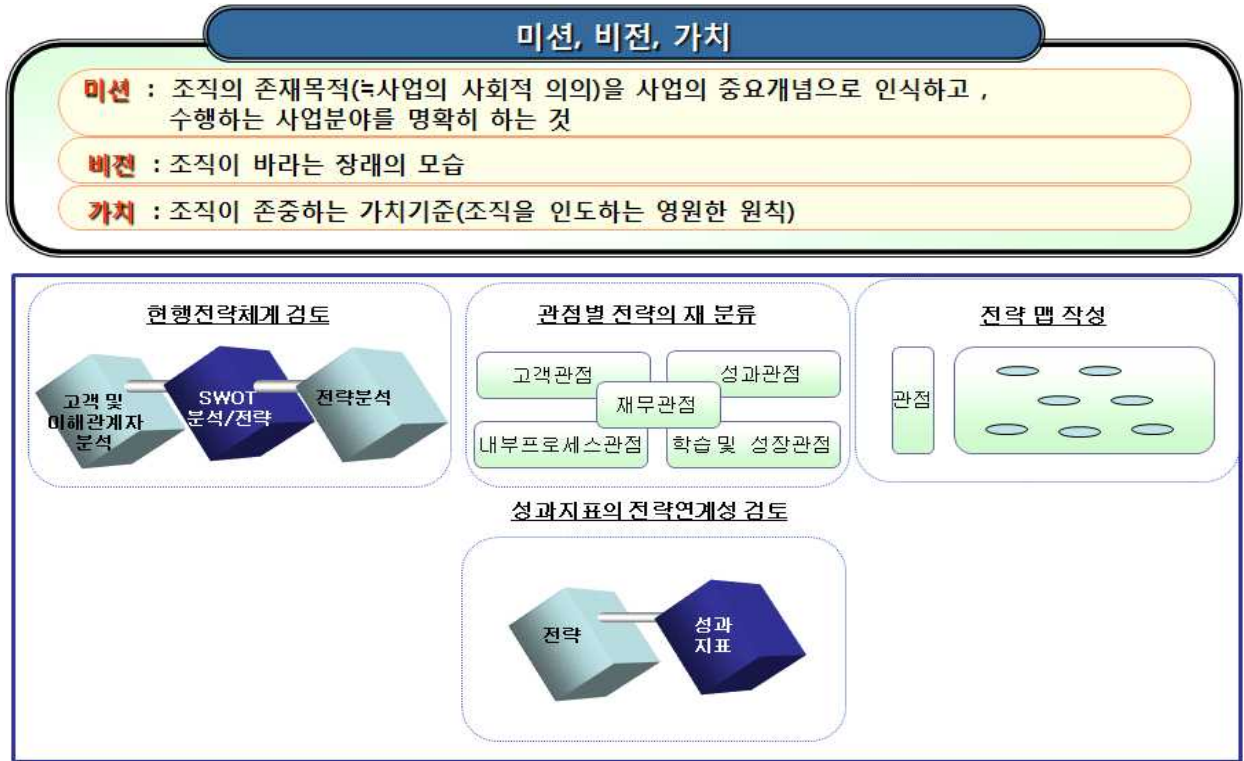 미션, 비전, 가치
미션 : 조직의 존재목적(≒사업의 사회적 의의)을 사업의 중요개념으로 인식하고 ,
수행하는 사업분야를 명확히 하는 것
비전 : 조직이 바라는 장래의 모습
가치 : 조직이 존중하는 가치기준(조직을 인도하는 영원한 원칙)
현행전략체계 검토
고객 및
이해관계자
분석
SWOT
분석/전략
전략분석
관점별 전략의 재 분류
고객관점
성과관점
재무관점
내부프로세스관점
학습및 성장관점
전략 맵 작성
관점
성과지표의 전략연계성 검토
전략
성과
지표